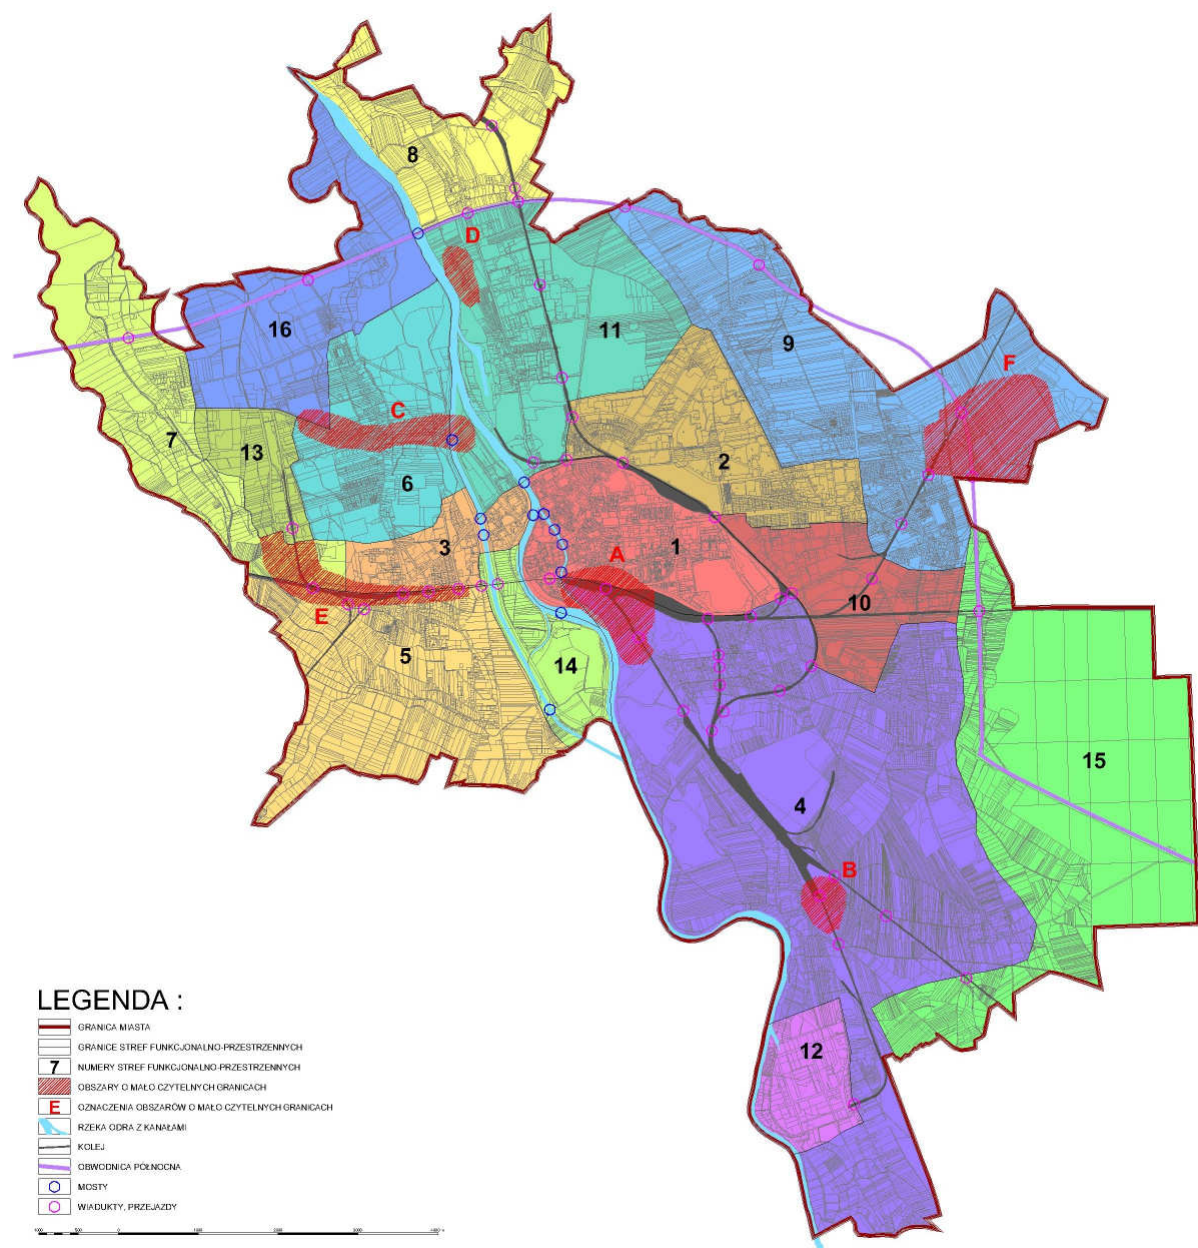 8
D
16
11
9
F
C
7
13
2
6
3
1
A
10
E
5
14
15
4
B
12
LEGENDA :
GRANICA MIASTA
GRANICE STREF FUNKCJONALNO-PRZESTRZENNYCH
7 NUMERY STREF FUNKCJONALNO-PRZESTRZENNYCH
OBSZARY O MAŁO CZYTELNYCH GRANICACH
E OZNACZENIA OBSZARÓW O MAŁO CZYTELNYCH GRANICACH
RZEKA ODRA Z KANAŁAMI
KOLEJ
OBWODNICA PÓŁNOCNA
MOSTY
WIADUKTY, PRZEJAZDY